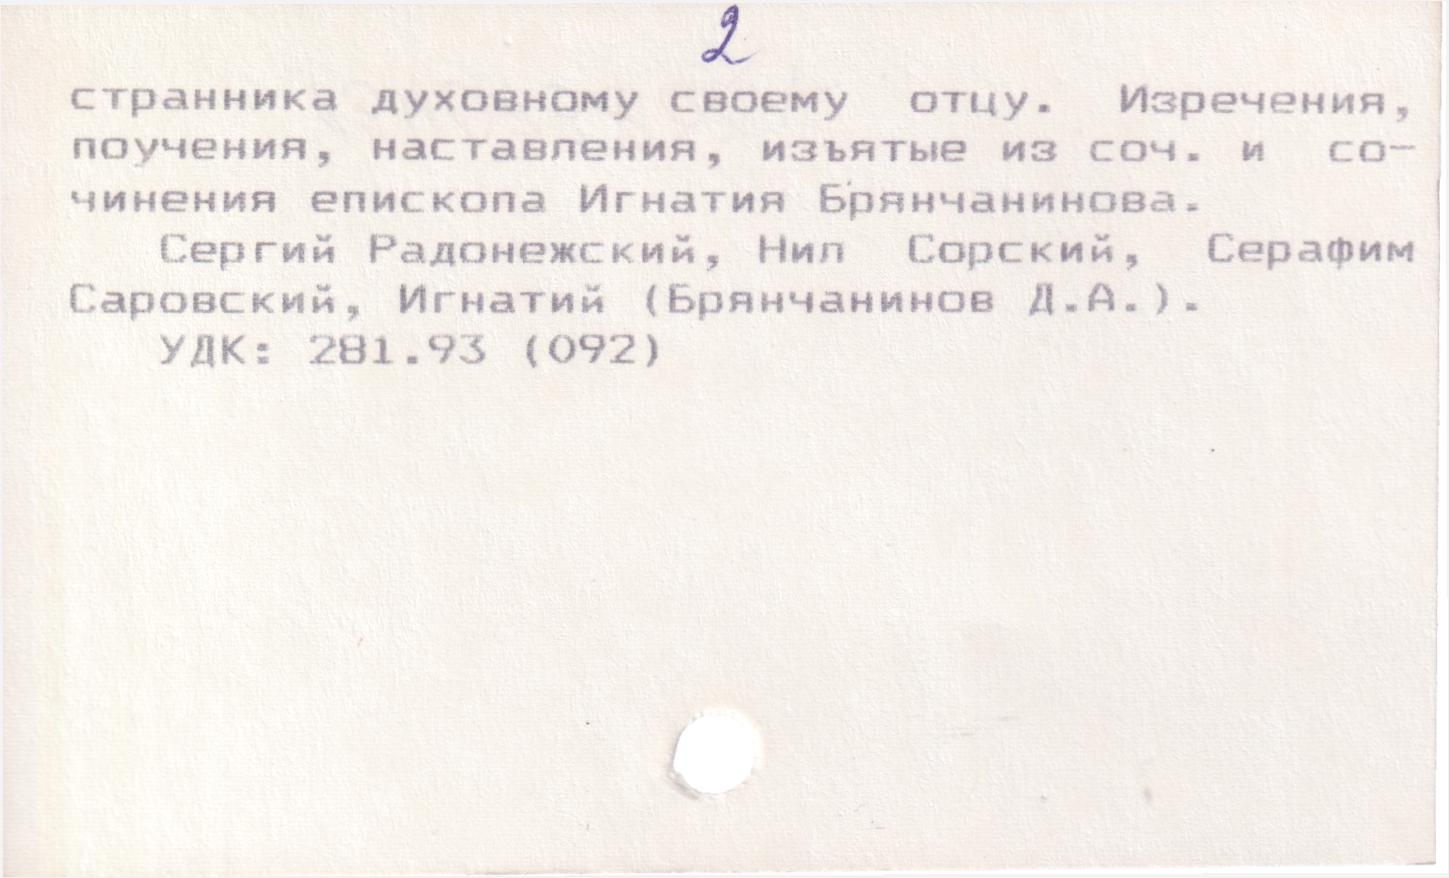 2
странника духовному своему отцу. Изречения,
поучения, наставления, изъятые из соч. и со-
чинения епископа Игнатия Брянчанинова.
Сергий Радонежский, Нил Сорский, Серафим
Саровский, Игнатий (Брянчанинов Д.А.).
УДК: 281.93 (092)